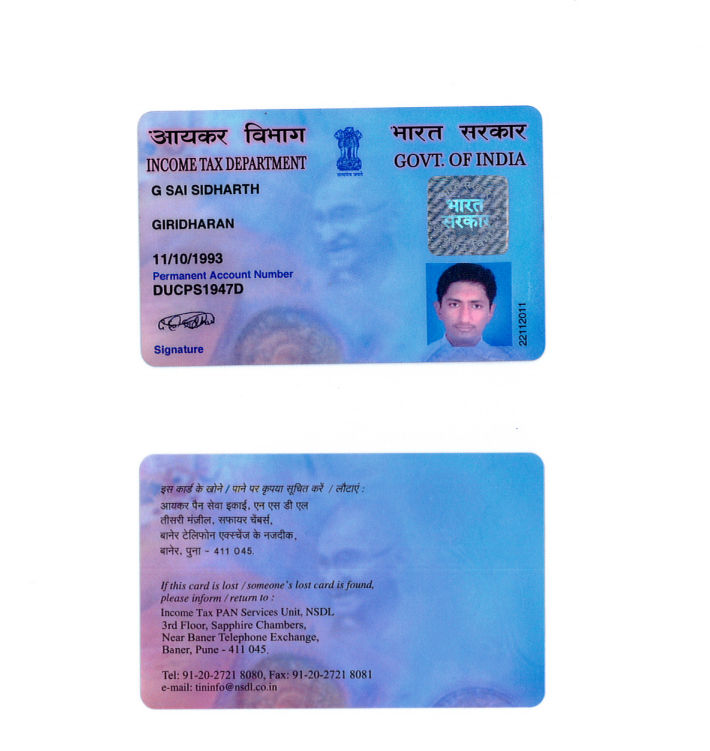 आयकर विभाग
भारत सरकार
INCOME TAX DEPARTMENT
GOVT. OF INDIA
सत्यमेव जयते
G SAI SIDHARTH
भारत
सरकार
GIRIDHARAN
11/10/1993
Permanent Account Number
DUCPS1947D
Signature
22112011
इस कार्ड के खोने / पाने पर कृपया सूचित करें / लौटाएं :
आयकर पैन सेवा इकाई, एन एस डी एल
तीसरी मंज़ील, सफायर चेंबर्स,
बानेर टेलिफोन एक्स्चेंज के नजदीक,
बानेर, पुना - 411 045.
If this card is lost / someone's lost card is found,
please inform / return to :
Income Tax PAN Services Unit, NSDL
3rd Floor, Sapphire Chambers,
Near Baner Telephone Exchange,
Baner, Pune - 411 045.
Tel: 91-20-2721 8080, Fax: 91-20-2721 8081
e-mail: tininfo@nsdl.co.in